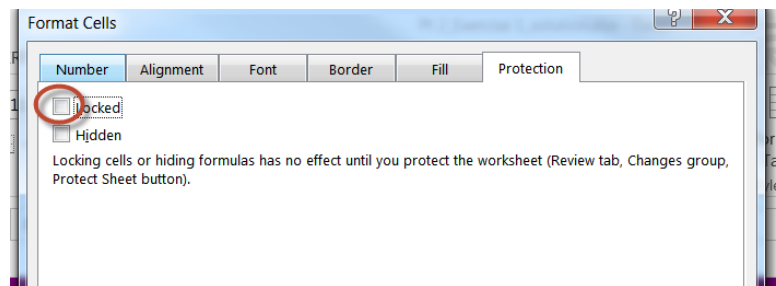 Format Cells
? X
Number Alignment Font Border Fill Protection
Locked
Hidden
Locking cells or hiding formulas has no effect until you protect the worksheet (Review tab, Changes group,
Protect Sheet button).